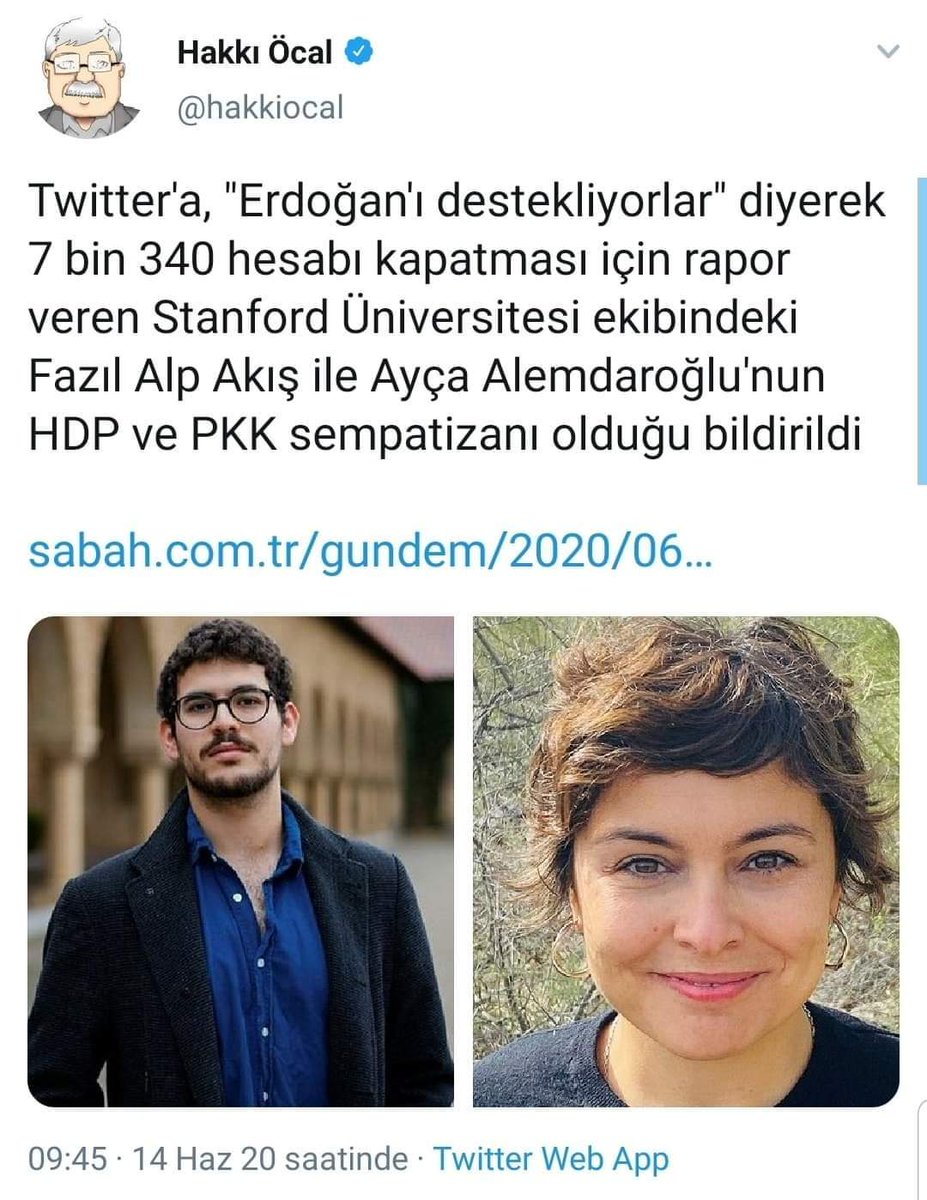 Hakkı Öcal
@hakkiocal
Twitter'a, "Erdoğan'ı destekliyorlar" diyerek
7 bin 340 hesabı kapatması için rapor
veren Stanford Üniversitesi ekibindeki
Fazıl Alp Akış ile Ayça Alemdaroğlu'nun
HDP ve PKK sempatizanı olduğu bildirildi
sabah.com.tr/gundem/2020/06…
09:45 · 14 Haz 20 saatinde · Twitter Web App